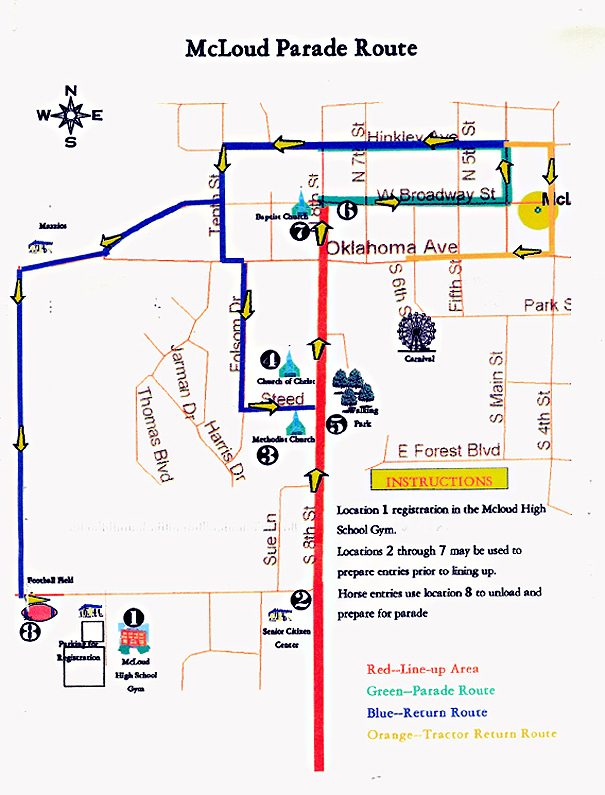 McLoud Parade Route
N
W E
S
Hinkley Ave
N 7th St
N 5th St
Tenth St
8th St
W Broadway St
McL
Baptist Church
6
7
Mazzios
Oklahoma Ave
S 6th St
Fifth St
Park S
Folsom Dr
Carnival
4
Church of Christ
Jarman Dr
Steed
Thomas Blvd
Harris Dr
Walking
Park
5
Methodist Church
3
S Main St
S 4th St
E Forest Blvd
INSTRUCTIONS
Location 1 registration in the Mcloud High
School Gym.
Locations 2 through 7 may be used to
prepare entries prior to lining up.
Horse entries use location 8 to unload and
prepare for parade
Sue Ln
S 8th St
Football Field
8
Parking for
Registration
1
McLoud
High School
Gym
2
Senior Citizen
Center
Red--Line-up Area
Green--Parade Route
Blue--Return Route
Orange--Tractor Return Route